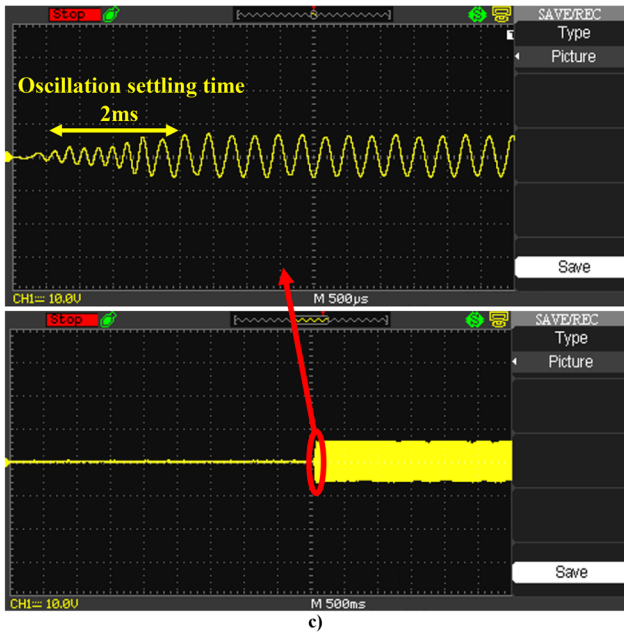 Stop
S
SAVE/REC
Type
Picture
Oscillation settling time
2ms
Save
CH1 10.0V
M 500µs
Stop
S
SAVE/REC
Type
Picture
Save
CH1 10.0V
M 500ms
c)